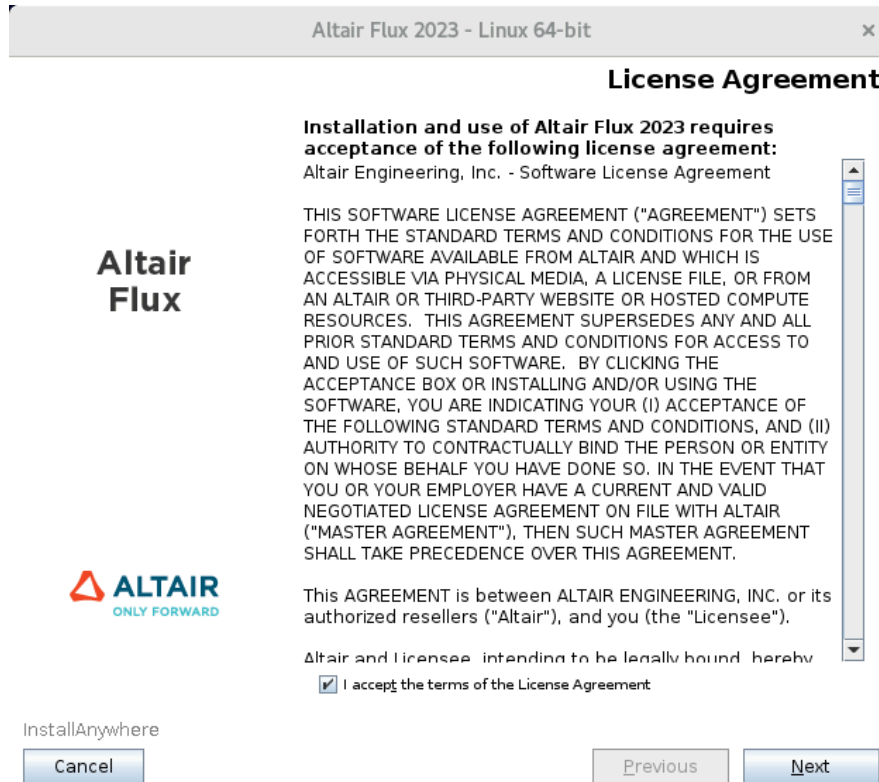 Altair Flux 2023 - Linux 64-bit
License Agreement
Installation and use of Altair Flux 2023 requires
acceptance of the following license agreement:
Altair Engineering, Inc. - Software License Agreement
THIS SOFTWARE LICENSE AGREEMENT ("AGREEMENT") SETS
FORTH THE STANDARD TERMS AND CONDITIONS FOR THE USE
OF SOFTWARE AVAILABLE FROM ALTAIR AND WHICH IS
ACCESSIBLE VIA PHYSICAL MEDIA, A LICENSE FILE, OR FROM
AN ALTAIR OR THIRD-PARTY WEBSITE OR HOSTED COMPUTE
RESOURCES.  THIS AGREEMENT SUPERSEDES ANY AND ALL
PRIOR STANDARD TERMS AND CONDITIONS FOR ACCESS TO
AND USE OF SUCH SOFTWARE.  BY CLICKING THE
ACCEPTANCE BOX OR INSTALLING AND/OR USING THE
SOFTWARE, YOU ARE INDICATING YOUR (I) ACCEPTANCE OF
THE FOLLOWING STANDARD TERMS AND CONDITIONS, AND (II)
AUTHORITY TO CONTRACTUALLY BIND THE PERSON OR ENTITY
ON WHOSE BEHALF YOU HAVE DONE SO. IN THE EVENT THAT
YOU OR YOUR EMPLOYER HAVE A CURRENT AND VALID
NEGOTIATED LICENSE AGREEMENT ON FILE WITH ALTAIR
("MASTER AGREEMENT"), THEN SUCH MASTER AGREEMENT
SHALL TAKE PRECEDENCE OVER THIS AGREEMENT.
This AGREEMENT is between ALTAIR ENGINEERING, INC. or its
authorized resellers ("Altair"), and you (the "Licensee").
Altair and Licensee, intending to be legally bound, hereby
I accept the terms of the License Agreement
Altair
Flux
ALTAIR
ONLY FORWARD
InstallAnywhere
Cancel
Previous
Next